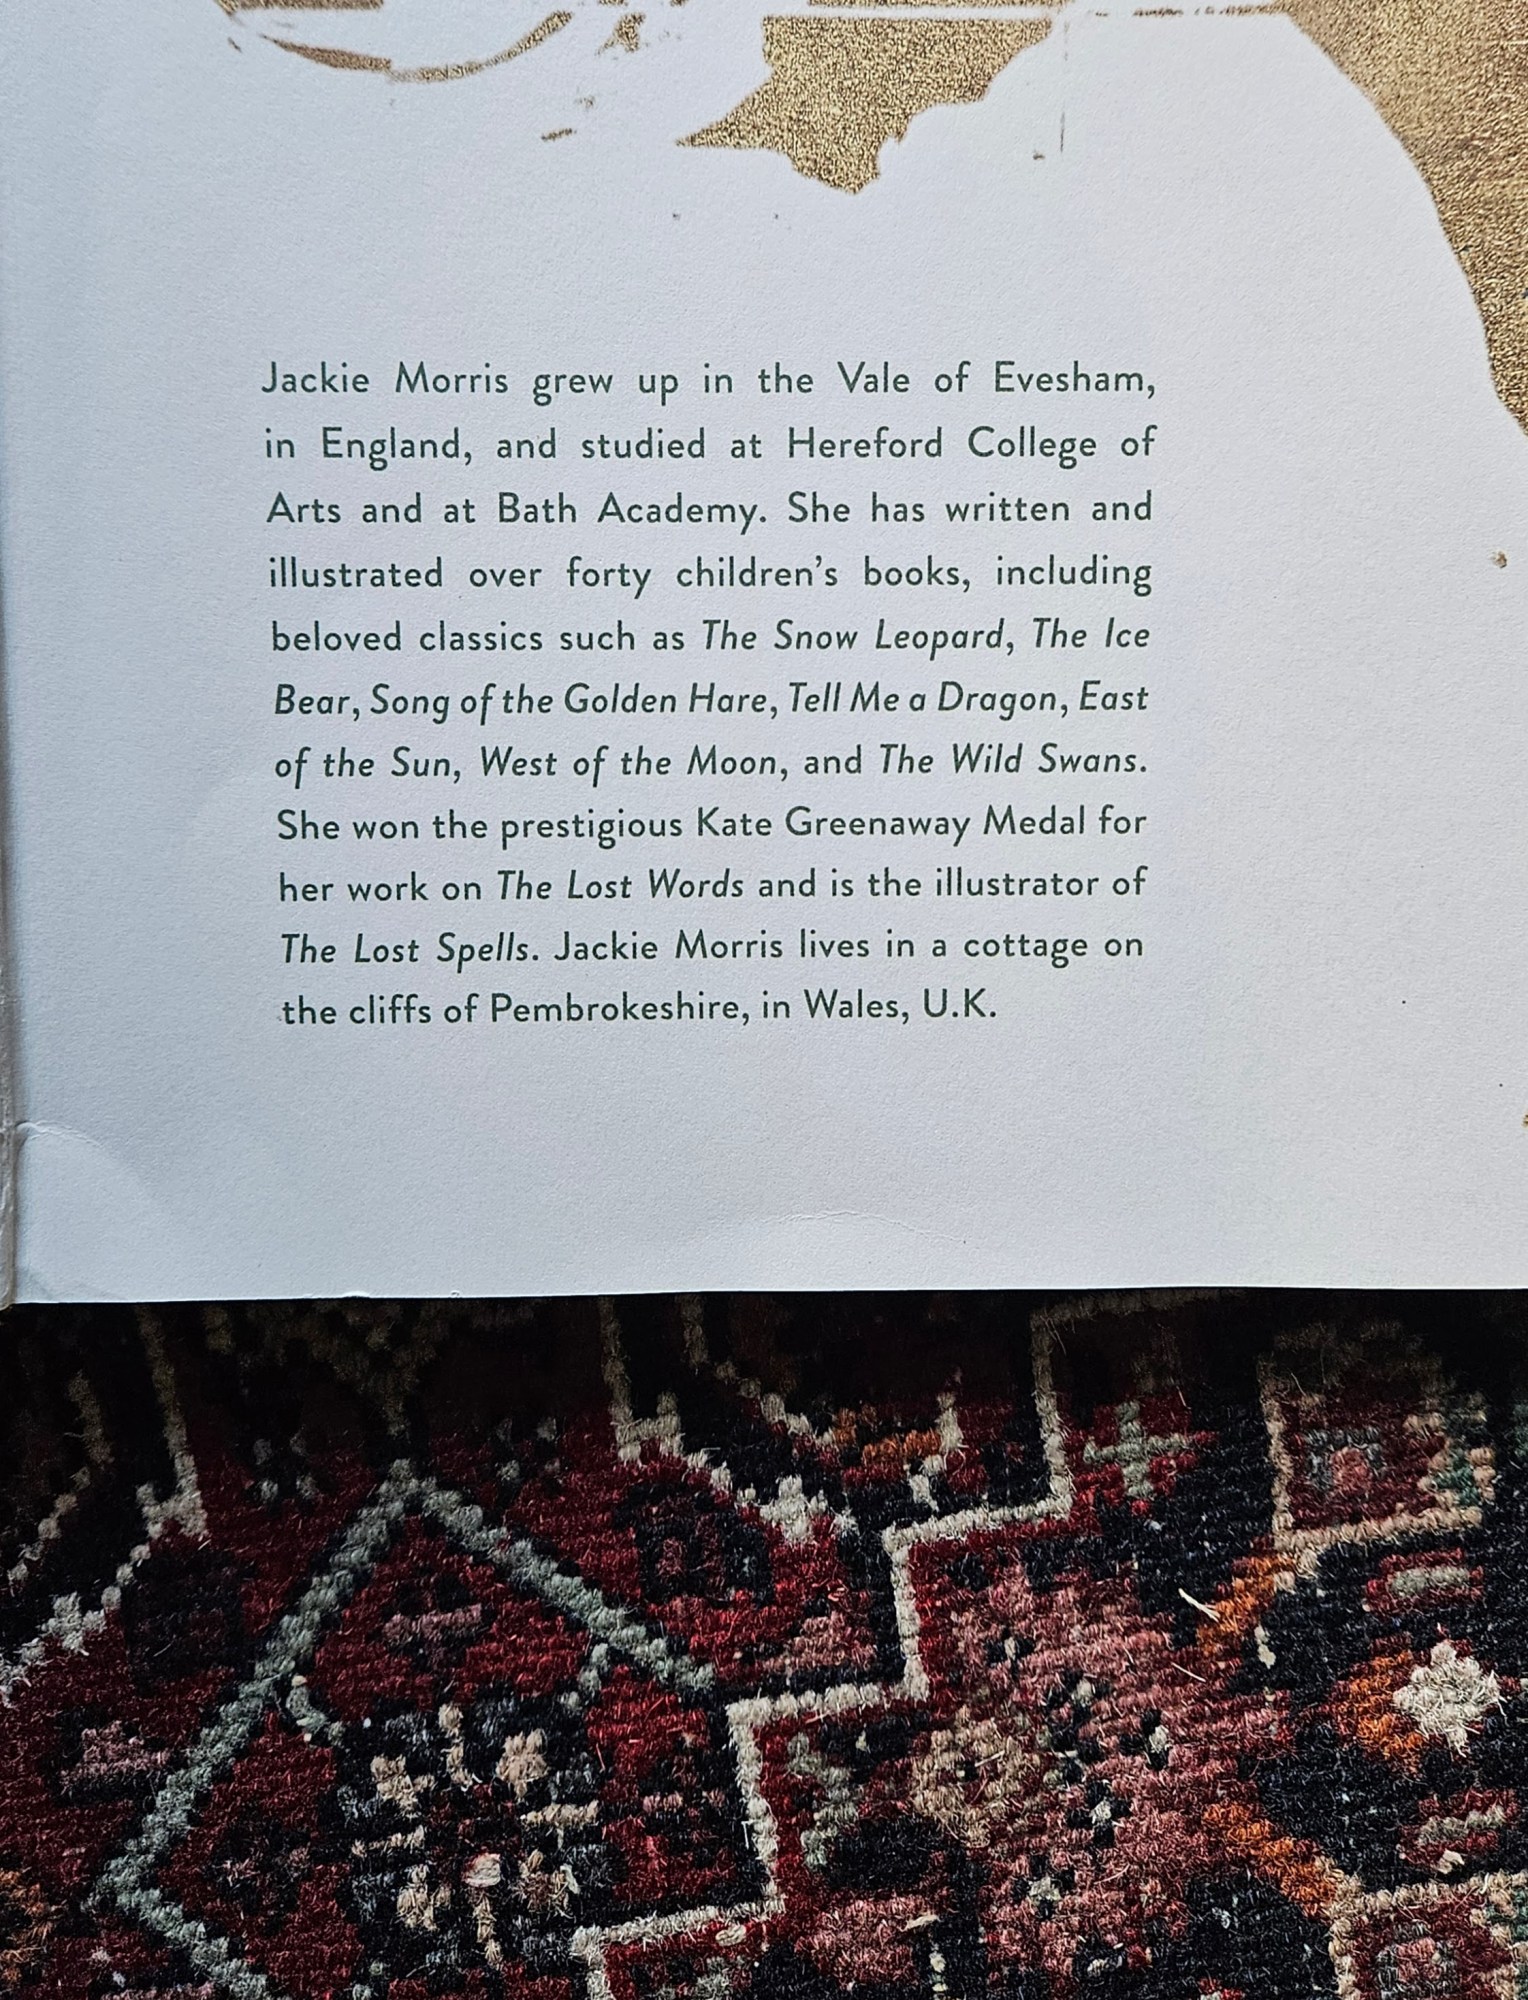 Jackie Morris grew up in the Vale of Evesham,
in England, and studied at Hereford College of
Arts and at Bath Academy. She has written and
illustrated over forty children's books, including
beloved classics such as The Snow Leopard, The Ice
Bear, Song of the Golden Hare, Tell Me a Dragon, East
of the Sun, West of the Moon, and The Wild Swans.
She won the prestigious Kate Greenaway Medal for
her work on The Lost Words and is the illustrator of
The Lost Spells. Jackie Morris lives in a cottage on
the cliffs of Pembrokeshire, in Wales, U.K.